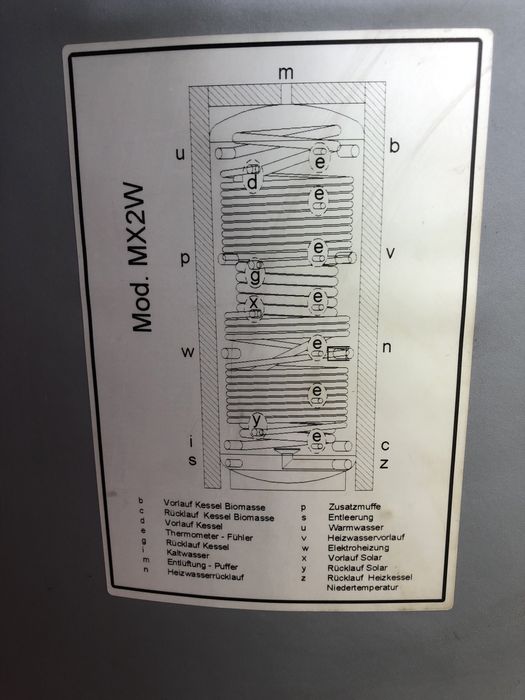 m
u
b
e
d
e
p
e
v
g
x
e
w
e
n
e
y
e
i
c
s
z
Mod. MX2W
b Vorlauf Kessel Biomasse
c Rücklauf Kessel Biomasse
d Vorlauf Kessel
e Thermometer - Fühler
g Rücklauf Kessel
i Kaltwasser
m Entlüftung - Puffer
n Heizwasserrücklauf
p Zusatzmuffe
s Entleerung
u Warmwasser
v Heizwasservorlauf
w Elektroheizung
x Vorlauf Solar
y Rücklauf Solar
z Rücklauf Heizkessel
Niedertemperatur